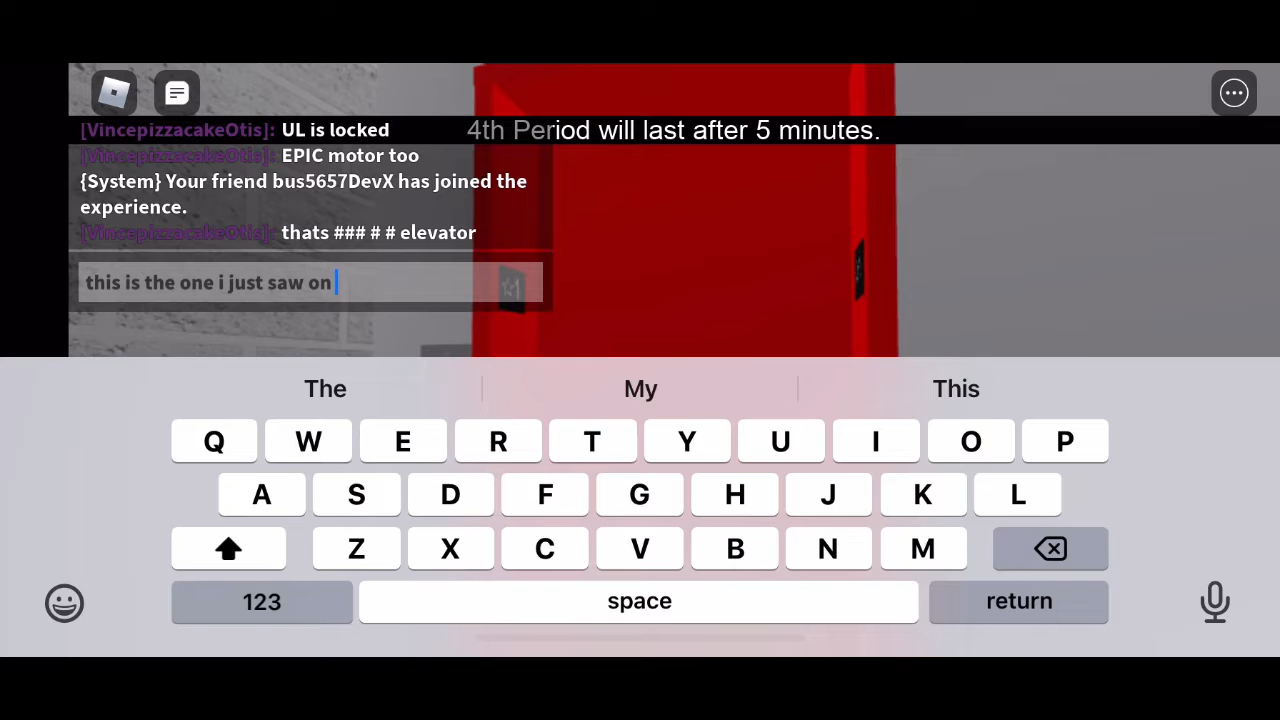 [VincepizzacakeOtis]: UL is locked
4th Period will last after 5 minutes.
[VincepizzacakeOtis]: EPIC motor too
{System} Your friend bus5657DevX has joined the
experience.
[VincepizzacakeOtis]: thats ### # # elevator
this is the one i just saw on
The My This
Q W E R T Y U I O P
A S D F G H J K L
Z X C V B N M
123 space return